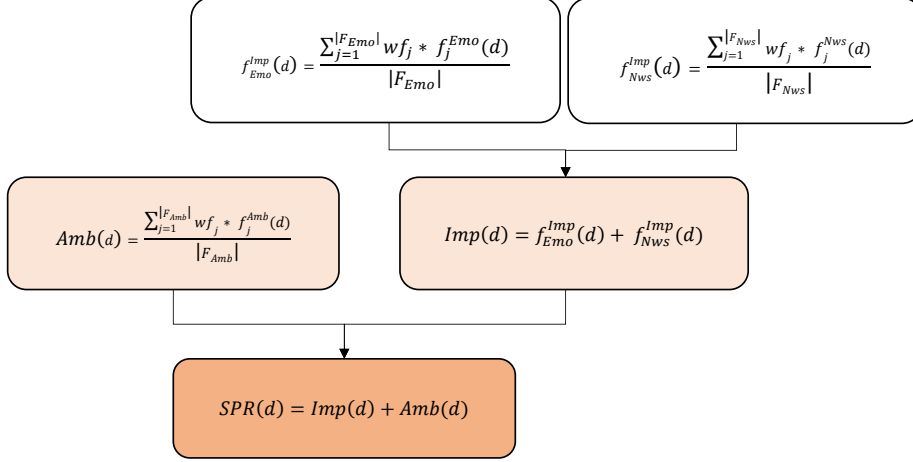 f_{Emo}^{Imp}(d) = \frac{\sum_{j=1}^{|F_{Emo}|} wf_j * f_j^{Emo}(d)}{|F_{Emo}|}
f_{Nws}^{Imp}(d) = \frac{\sum_{j=1}^{|F_{Nws}|} wf_j * f_j^{Nws}(d)}{|F_{Nws}|}
Amb(d) = \frac{\sum_{j=1}^{|F_{Amb}|} wf_j * f_j^{Amb}(d)}{|F_{Amb}|}
Imp(d) = f_{Emo}^{Imp}(d) + f_{Nws}^{Imp}(d)
SPR(d) = Imp(d) + Amb(d)